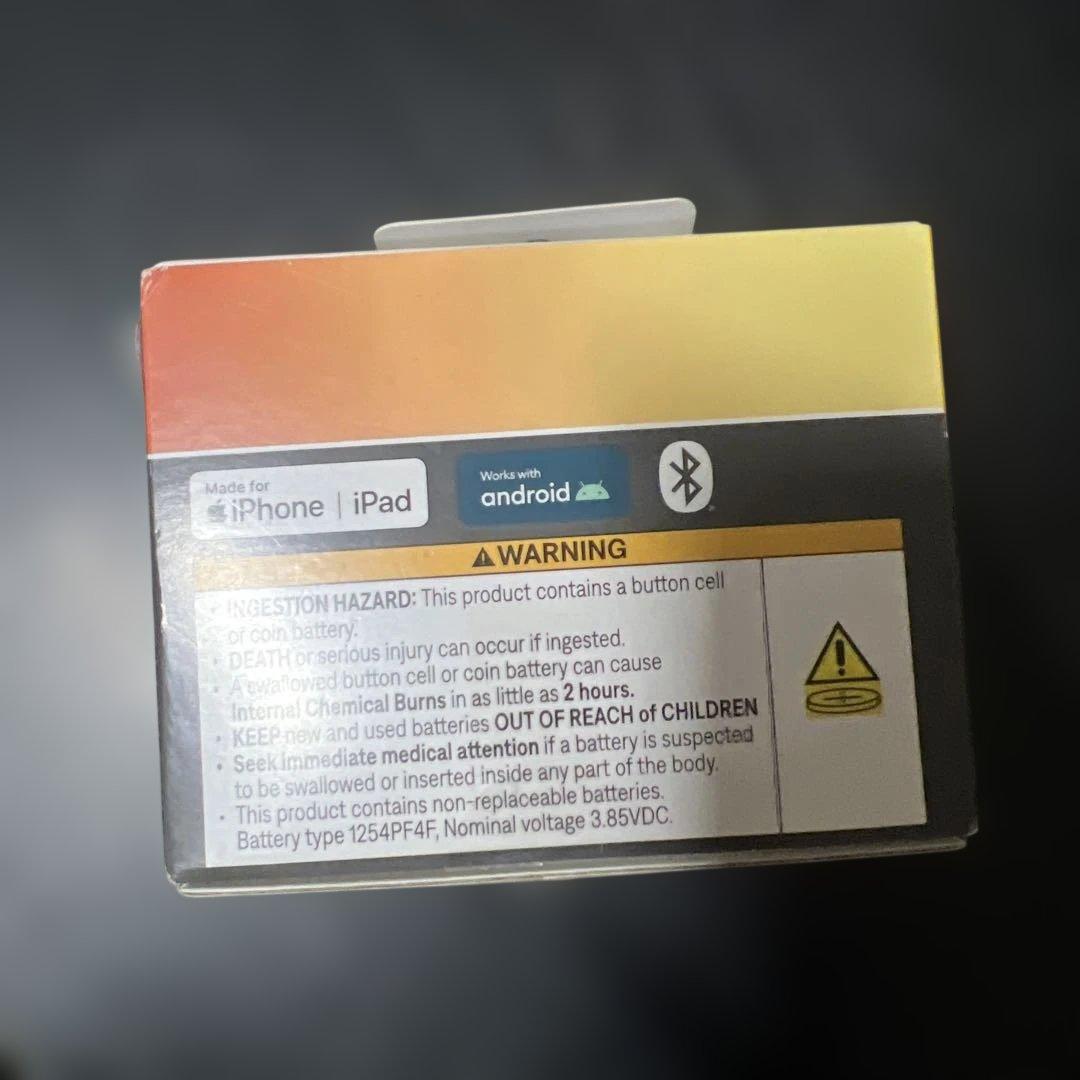 Made for
iPhone | iPad
Works with
android
WARNING
• INGESTION HAZARD: This product contains a button cell
or coin battery.
• DEATH or serious injury can occur if ingested.
• A swallowed button cell or coin battery can cause
Internal Chemical Burns in as little as 2 hours.
• KEEP new and used batteries OUT OF REACH of CHILDREN
• Seek immediate medical attention if a battery is suspected
to be swallowed or inserted inside any part of the body.
• This product contains non-replaceable batteries.
Battery type 1254PF4F, Nominal voltage 3.85VDC.